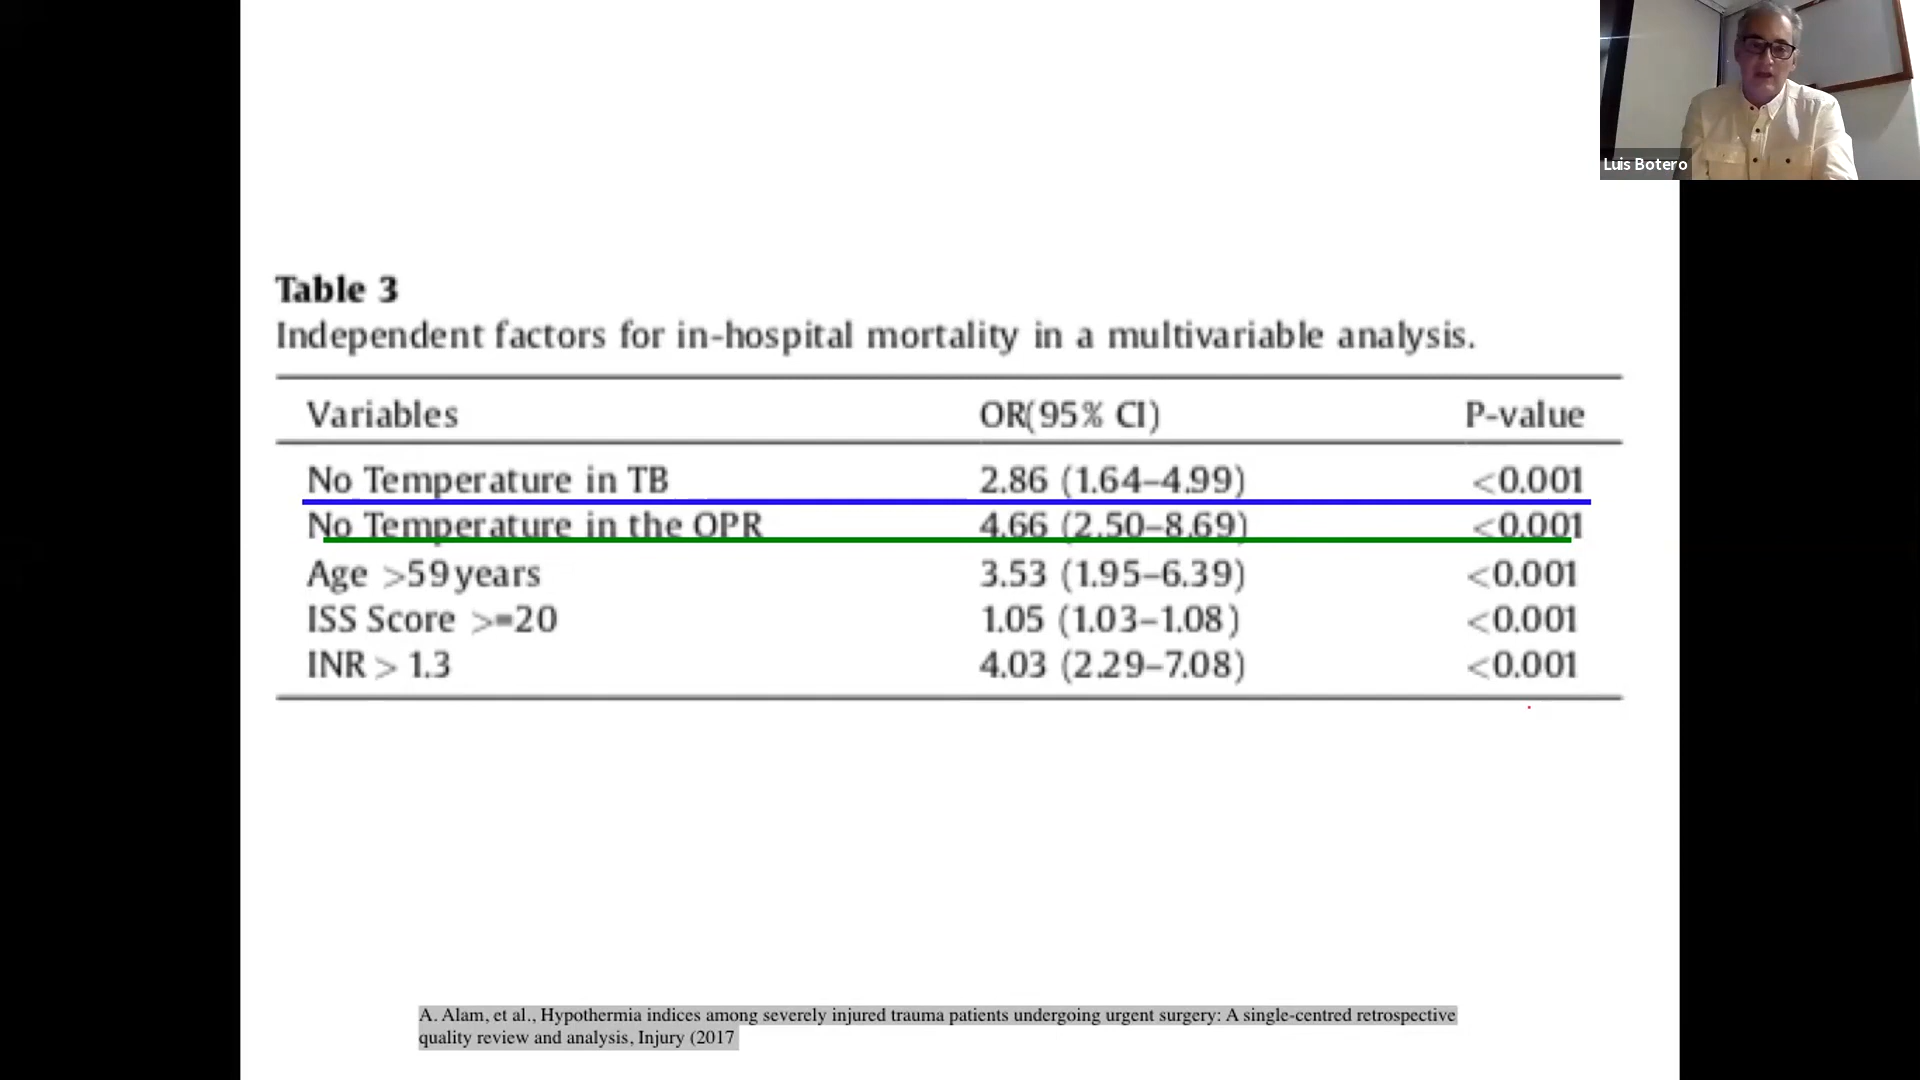 Luis Botero
Table 3
Independent factors for in-hospital mortality in a multivariable analysis.
Variables OR(95% CI) P-value
No Temperature in TB 2.86 (1.64–4.99) <0.001
No Temperature in the OPR 4.66 (2.50–8.69) <0.001
Age >59 years 3.53 (1.95–6.39) <0.001
ISS Score >=20 1.05 (1.03–1.08) <0.001
INR > 1.3 4.03 (2.29–7.08) <0.001
A. Alam, et al., Hypothermia indices among severely injured trauma patients undergoing urgent surgery: A single-centred retrospective
quality review and analysis, Injury (2017